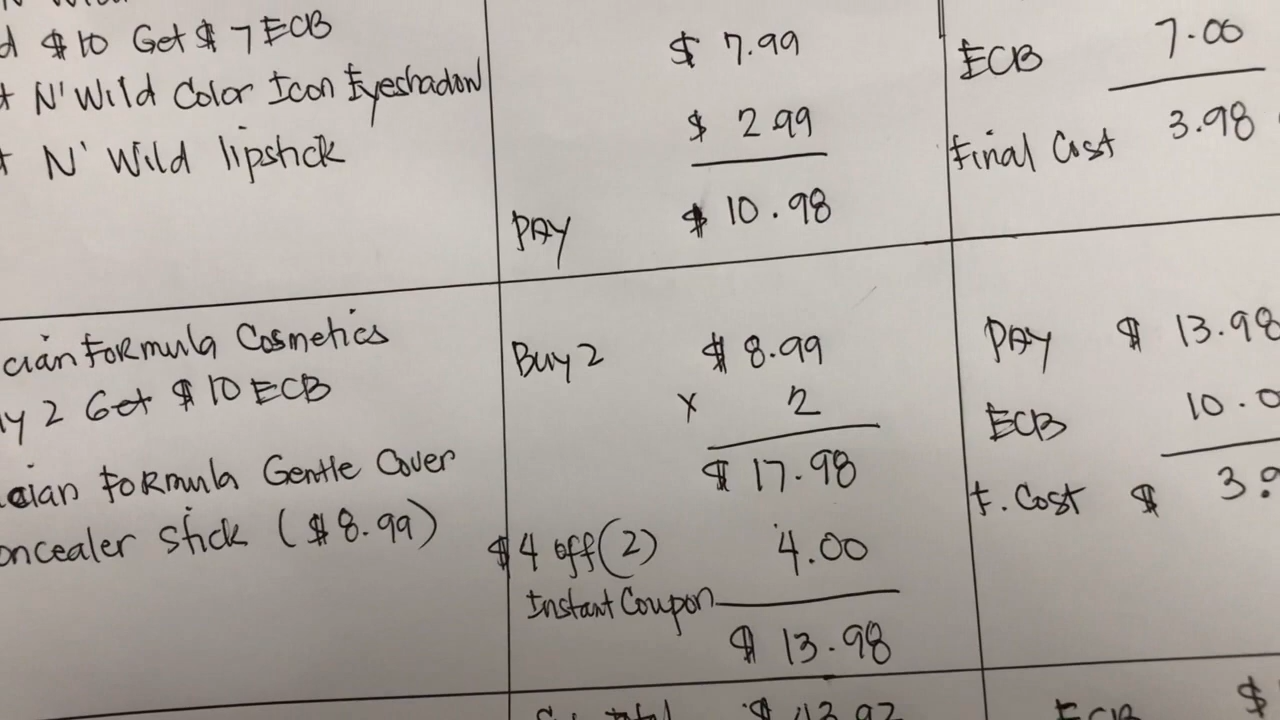 $10 Get $7 ECB
N'Wild Color Icon Eyeshadow
N' Wild lipstick
$ 7.99
$ 2.99
PAY $ 10.98
ECB 7.00
Final Cost 3.98
Formula Cosmetics
2 Get $10 ECB
Formula Gentle Cover
stick ($8.99)
Buy 2 $ 8.99
x 2
$ 17.98
$4 off (2) 4.00
Instant Coupon
$ 13.98
PAY $ 13.98
ECB 10.0
F. Cost $ 3.9
ECB $